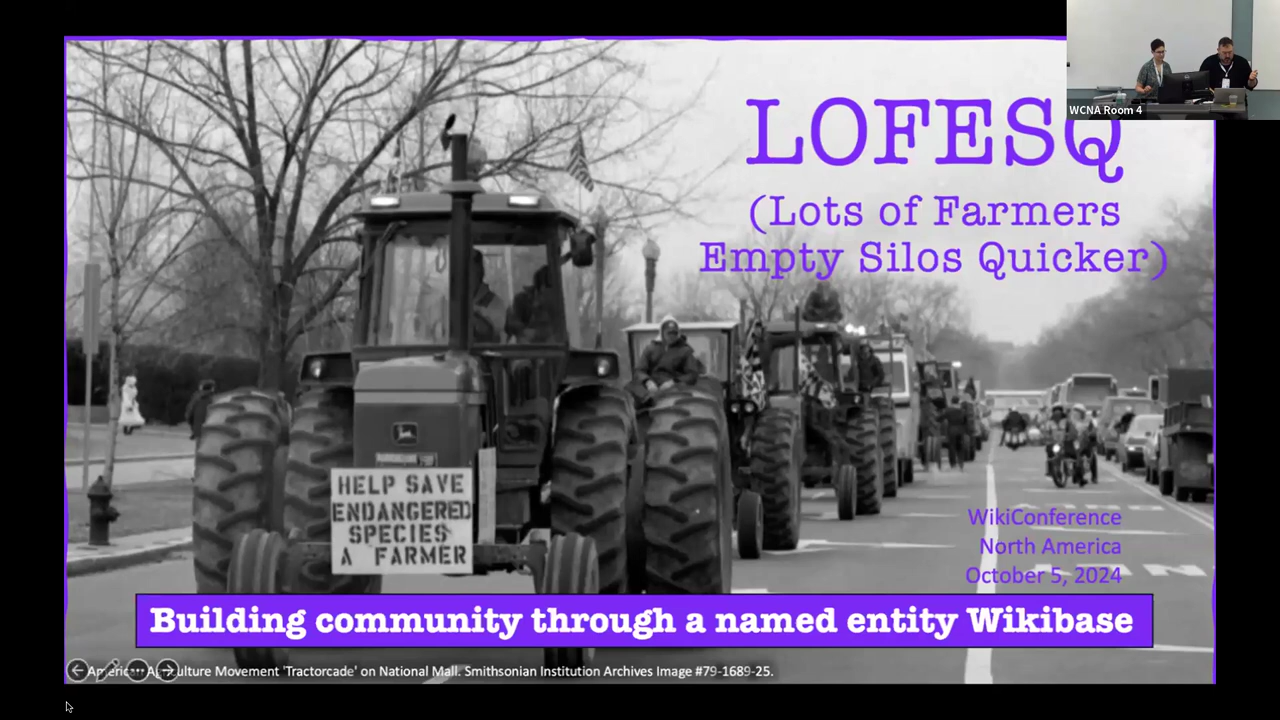 WCNA Room 4
LOFESQ
(Lots of Farmers
Empty Silos Quicker)
HELP SAVE
ENDANGERED
SPECIES
A FARMER
WikiConference
North America
October 5, 2024
Building community through a named entity Wikibase
American Agriculture Movement 'Tractorcade' on National Mall. Smithsonian Institution Archives Image #79-1689-25.